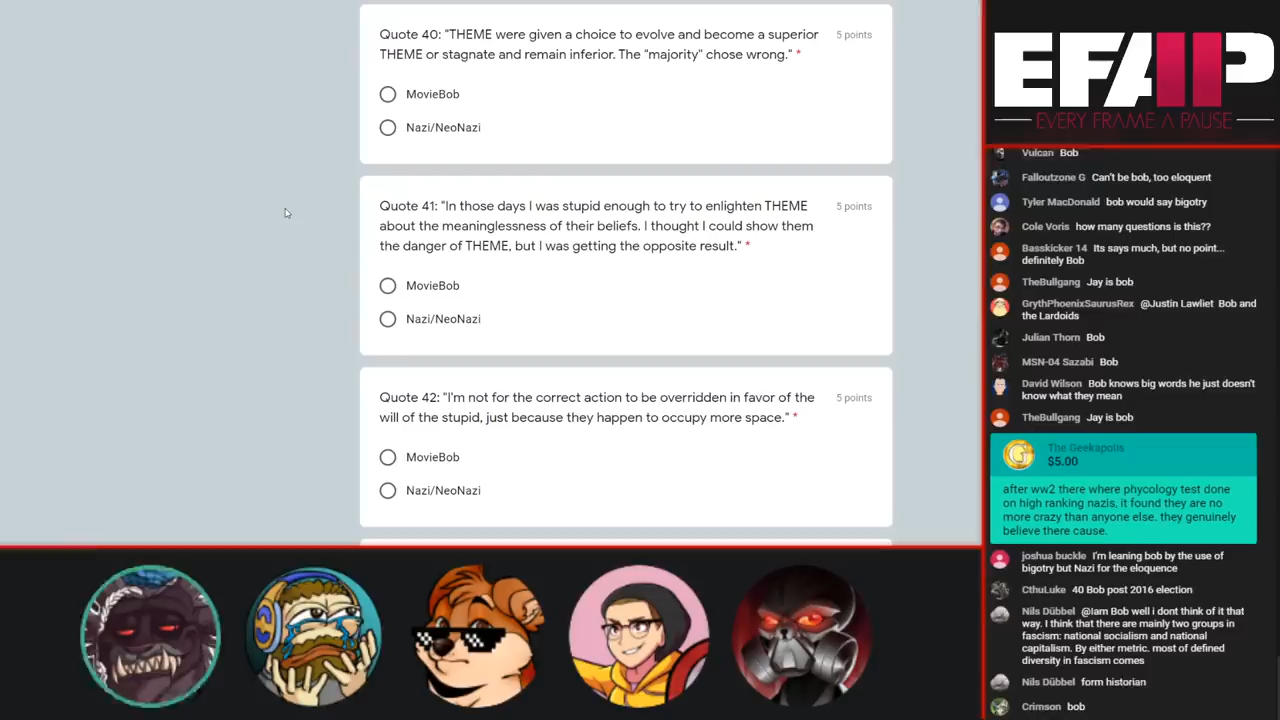 Quote 40: "THEME were given a choice to evolve and become a superior
THEME or stagnate and remain inferior. The "majority" chose wrong." *
5 points
MovieBob
Nazi/NeoNazi
Quote 41: "In those days I was stupid enough to try to enlighten THEME
about the meaninglessness of their beliefs. I thought I could show them
the danger of THEME, but I was getting the opposite result." *
5 points
MovieBob
Nazi/NeoNazi
Quote 42: "I'm not for the correct action to be overridden in favor of the
will of the stupid, just because they happen to occupy more space." *
5 points
MovieBob
Nazi/NeoNazi
EFAP
EVERY FRAME A PAUSE
Vulcan Bob
Falloutzone G Can't be bob, too eloquent
Tyler MacDonald bob would say bigotry
Cole Voris how many questions is this??
Basskicker 14 Its says much, but no point...
definitely Bob
TheBullgang Jay is bob
GrythPhoenixSaurusRex @Justin Lawliet Bob and
the Lardoids
Julian Thorn Bob
MSN-04 Sazabi Bob
David Wilson Bob knows big words he just doesn't
know what they mean
TheBullgang Jay is bob
The Geekapolis
$5.00
after ww2 there where phycology test done
on high ranking nazis, it found they are no
more crazy than anyone else. they genuinely
believe there cause.
joshua buckle I'm leaning bob by the use of
bigotry but Nazi for the eloquence
CthuLuke 40 Bob post 2016 election
Nils Dübbel @Iam Bob well i dont think of it that
way. I think that there are mainly two groups in
fascism: national socialism and national
capitalism. By either metric. most of defined
diversity in fascism comes
Nils Dübbel form historian
Crimson bob